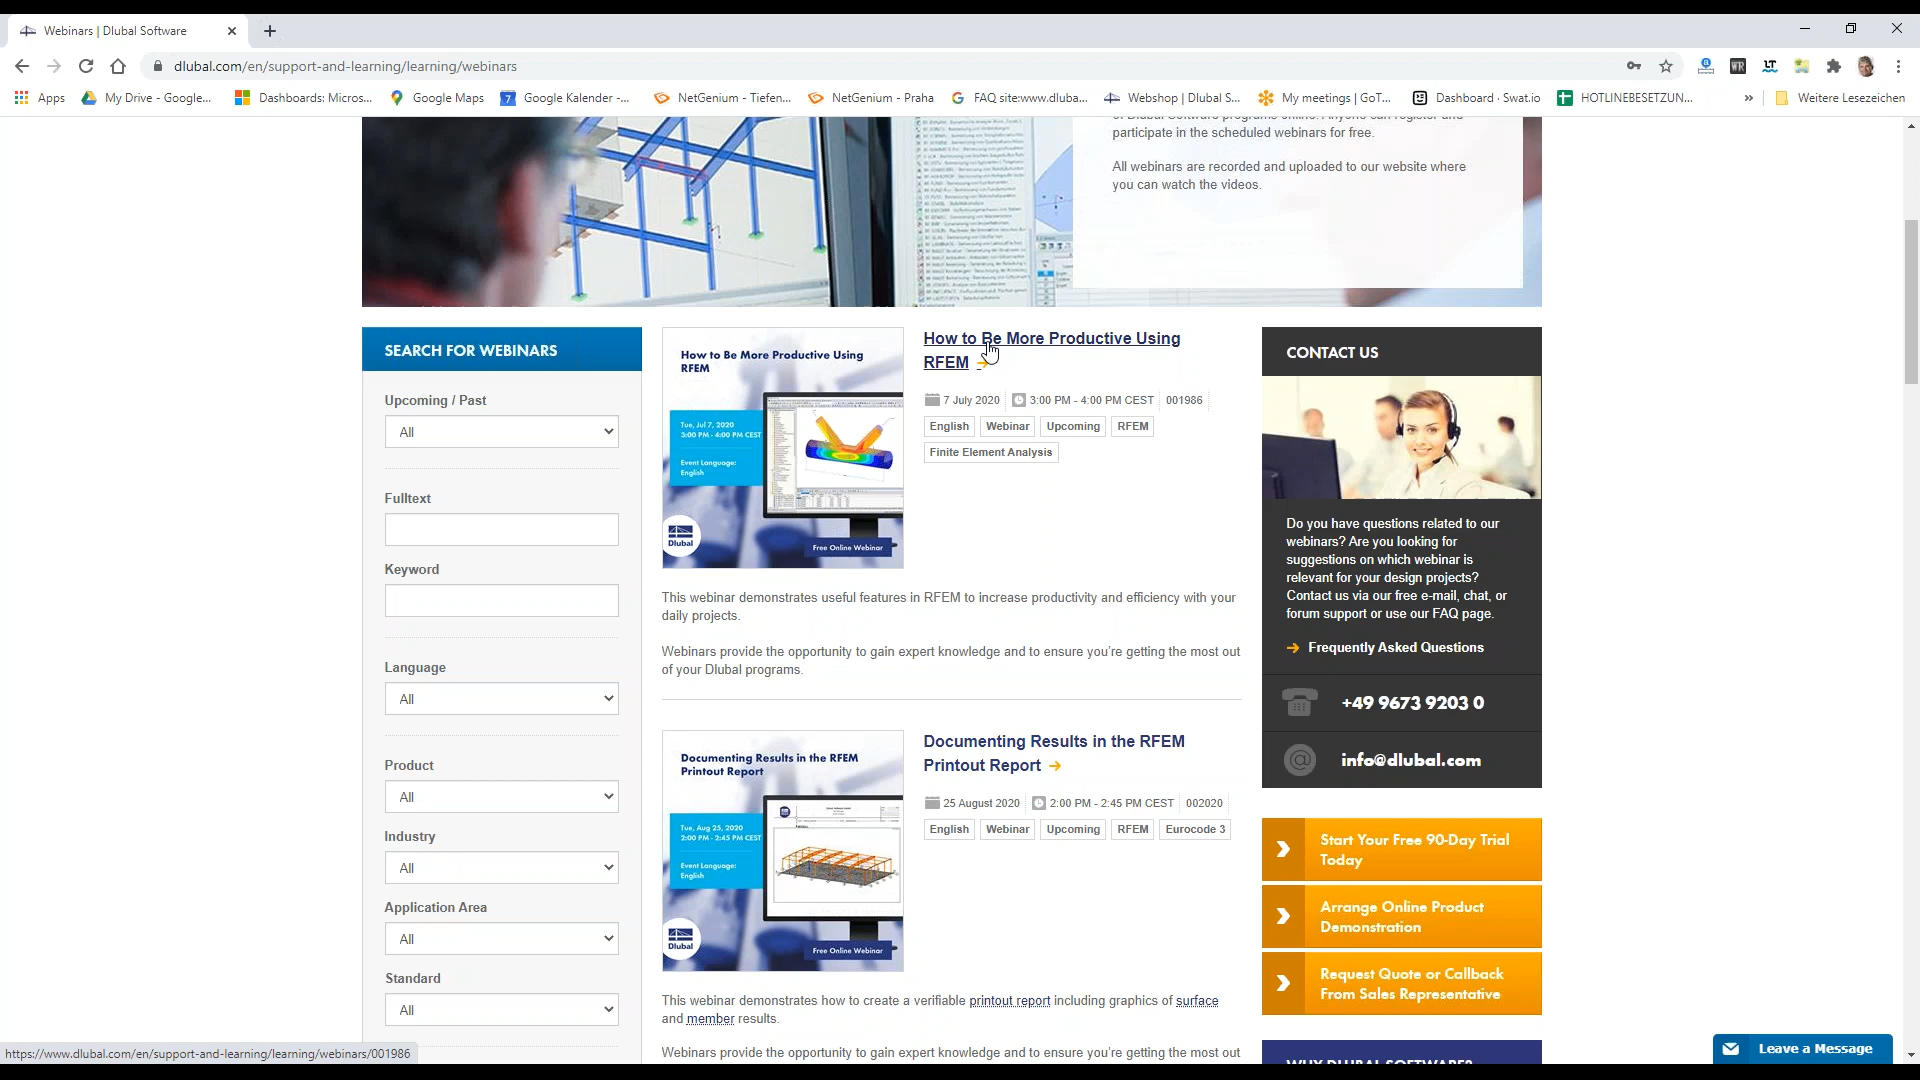 Webinars | Dlubal Software
dlubal.com/en/support-and-learning/learning/webinars
Apps
My Drive - Google...
Dashboards: Micros...
Google Maps
Google Kalender -...
NetGenium - Tiefen...
NetGenium - Praha
FAQ site:www.dluba...
Webshop | Dlubal S...
My meetings | GoT...
Dashboard · Swat.io
HOTLINEBESETZUN...
»
Weitere Lesezeichen
participate in the scheduled webinars for free.
All webinars are recorded and uploaded to our website where
you can watch the videos.
SEARCH FOR WEBINARS
Upcoming / Past
All
Fulltext
Keyword
Language
All
Product
All
Industry
All
Application Area
All
Standard
All
How to Be More Productive Using
RFEM
Tue, Jul 7, 2020
3:00 PM - 4:00 PM CEST
Event Language:
English
Dlubal
Free Online Webinar
How to Be More Productive Using
RFEM
7 July 2020 3:00 PM - 4:00 PM CEST 001986
English Webinar Upcoming RFEM
Finite Element Analysis
This webinar demonstrates useful features in RFEM to increase productivity and efficiency with your
daily projects.
Webinars provide the opportunity to gain expert knowledge and to ensure you're getting the most out
of your Dlubal programs.
Documenting Results in the RFEM
Printout Report
Tue, Aug 25, 2020
2:00 PM - 2:45 PM CEST
Event Language:
English
Dlubal
Free Online Webinar
Documenting Results in the RFEM
Printout Report
25 August 2020 2:00 PM - 2:45 PM CEST 002020
English Webinar Upcoming RFEM Eurocode 3
This webinar demonstrates how to create a verifiable printout report including graphics of surface
and member results.
Webinars provide the opportunity to gain expert knowledge and to ensure you're getting the most out
CONTACT US
Do you have questions related to our
webinars? Are you looking for
suggestions on which webinar is
relevant for your design projects?
Contact us via our free e-mail, chat, or
forum support or use our FAQ page.
Frequently Asked Questions
+49 9673 9203 0
info@dlubal.com
Start Your Free 90-Day Trial
Today
Arrange Online Product
Demonstration
Request Quote or Callback
From Sales Representative
Leave a Message
https://www.dlubal.com/en/support-and-learning/learning/webinars/001986